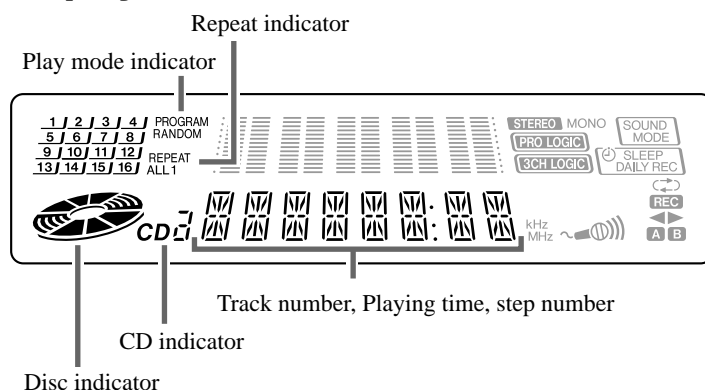 Repeat indicator
Play mode indicator
1 2 3 4 PROGRAM
5 6 7 8 RANDOM
9 10 11 12 REPEAT
13 14 15 16 ALL 1
STEREO MONO SOUND MODE
PRO LOGIC
3CH LOGIC SLEEP
DAILY REC
REC
CD
kHz
MHz
A B
Track number, Playing time, step number
CD indicator
Disc indicator